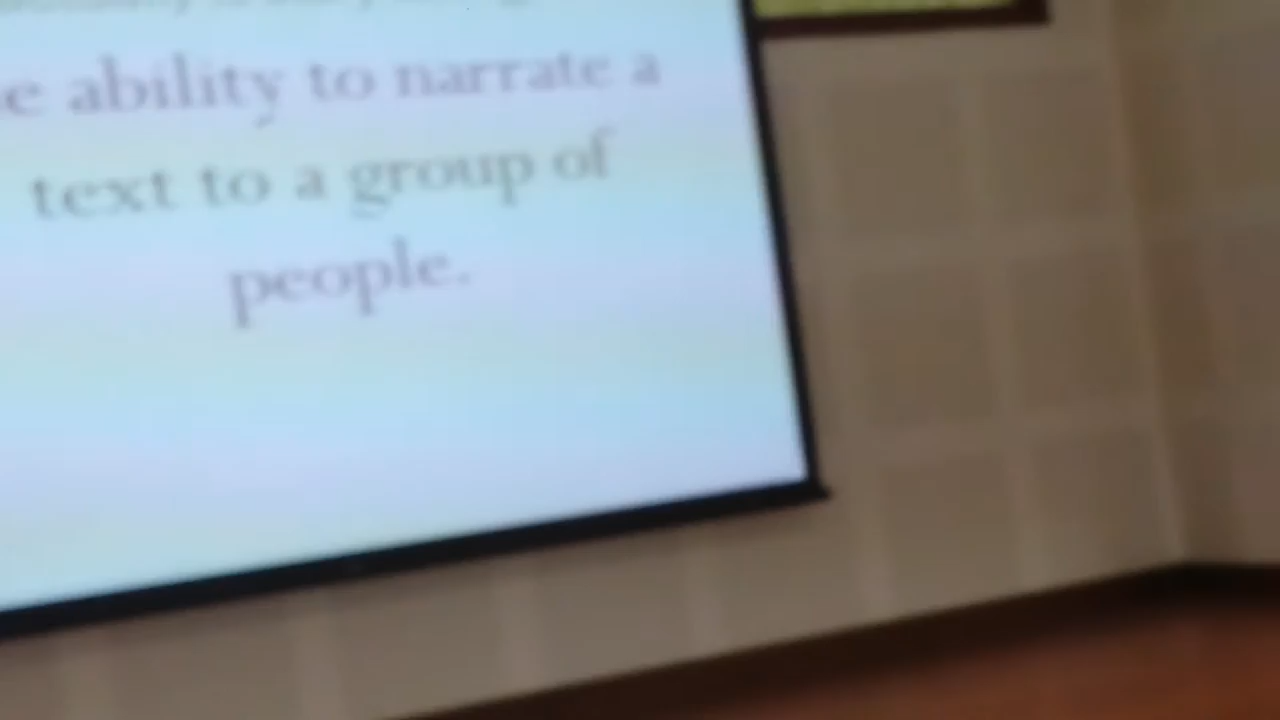 ability to narrate a
text to a group of
people.